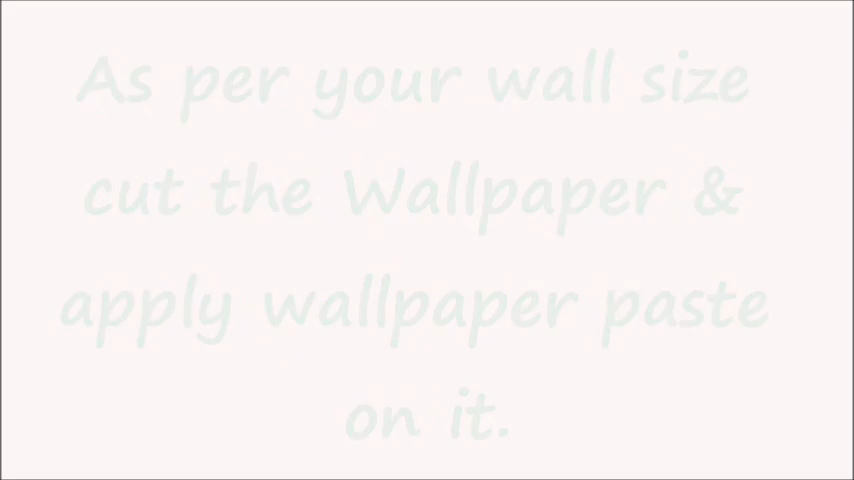 As per your wall size
cut the Wallpaper &
apply wallpaper paste
on it.